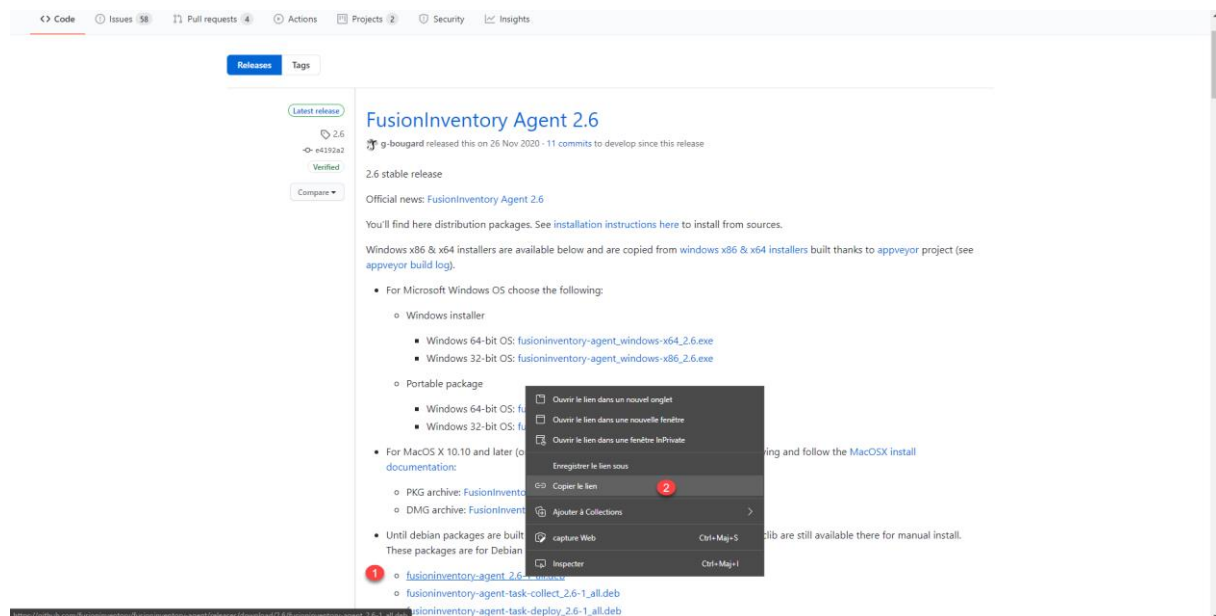 Code
Issues 58
Pull requests 4
Actions
Projects 2
Security
Insights
Releases
Tags
Latest release
2.6
e4192a2
Verified
Compare
FusionInventory Agent 2.6
g-bougard released this on 26 Nov 2020 · 11 commits to develop since this release
2.6 stable release
Official news: FusionInventory Agent 2.6
You'll find here distribution packages. See installation instructions here to install from sources.
Windows x86 & x64 installers are available below and are copied from windows x86 & x64 installers built thanks to appveyor project (see
appveyor build log).
For Microsoft Windows OS choose the following:
Windows installer
Windows 64-bit OS: fusioninventory-agent_windows-x64_2.6.exe
Windows 32-bit OS: fusioninventory-agent_windows-x86_2.6.exe
Portable package
Windows 64-bit OS: fu
Windows 32-bit OS: fu
For MacOS X 10.10 and later (o
ing and follow the MacOSX install
documentation:
PKG archive: FusionInvento
DMG archive: FusionInvent
Until debian packages are built
clib are still available there for manual install.
These packages are for Debian
1
fusioninventory-agent_2.6-1_all.deb
fusioninventory-agent-task-collect_2.6-1_all.deb
fusioninventory-agent-task-deploy_2.6-1_all.deb
Ouvrir le lien dans un nouvel onglet
Ouvrir le lien dans une nouvelle fenêtre
Ouvrir le lien dans une fenêtre InPrivate
Enregistrer le lien sous
Copier le lien
2
Ajouter à Collections
capture Web Ctrl+Maj+S
Inspecter Ctrl+Maj+I